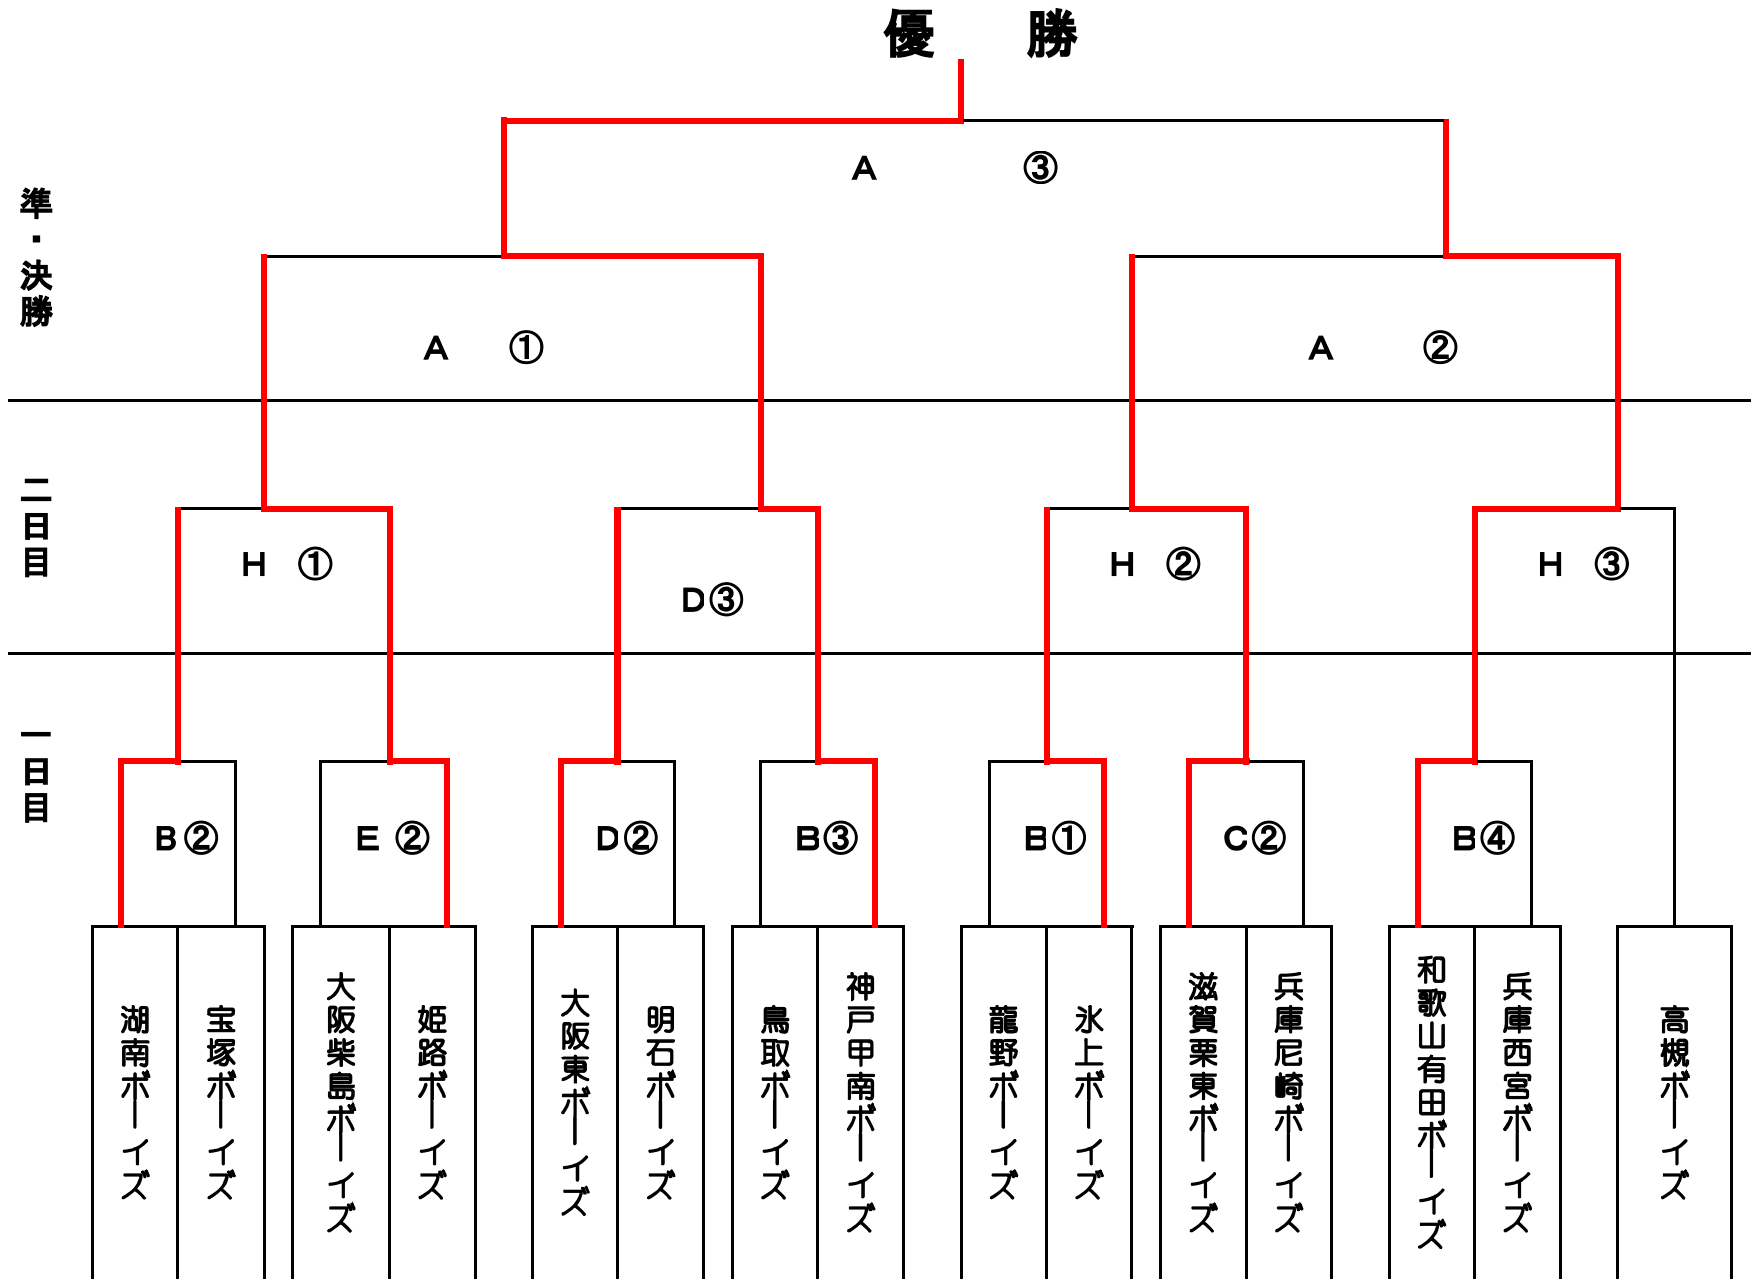 優　勝
A ③
準・決勝
A ①
A ②
二日目
H ①
D③
H ②
H ③
一日目
B②
E ②
D②
B③
B①
C②
B④
湖南ボーイズ
宝塚ボーイズ
大阪柴島ボーイズ
姫路ボーイズ
大阪東ボーイズ
明石ボーイズ
鳥取ボーイズ
神戸甲南ボーイズ
龍野ボーイズ
氷上ボーイズ
滋賀栗東ボーイズ
兵庫尼崎ボーイズ
和歌山有田ボーイズ
兵庫西宮ボーイズ
高槻ボーイズ